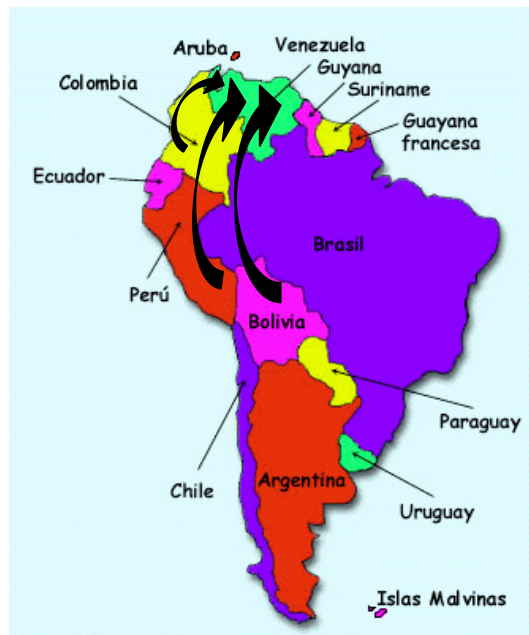 Aruba
Venezuela
Guyana
Suriname
Colombia
Guayana
francesa
Ecuador
Brasil
Perú
Bolivia
Paraguay
Argentina
Chile
Uruguay
Islas Malvinas